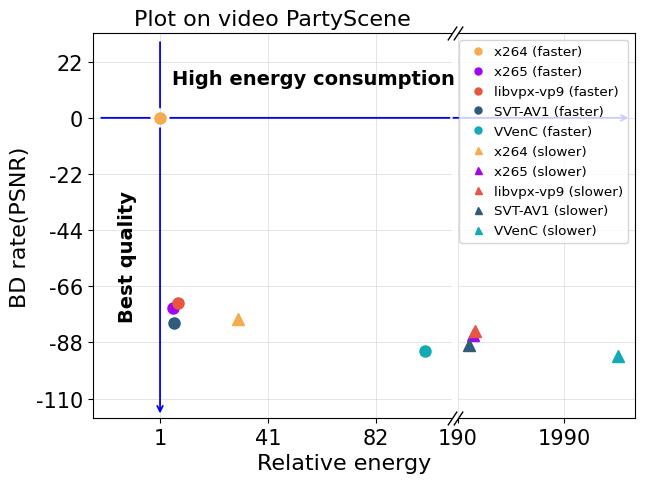 Plot on video PartyScene
22
0
-22
-44
-66
-88
-110
BD rate(PSNR)
High energy consumption
Best quality
x264 (faster)
x265 (faster)
libvpx-vp9 (faster)
SVT-AV1 (faster)
VVenC (faster)
x264 (slower)
x265 (slower)
libvpx-vp9 (slower)
SVT-AV1 (slower)
VVenC (slower)
1 41 82 190 1990
Relative energy